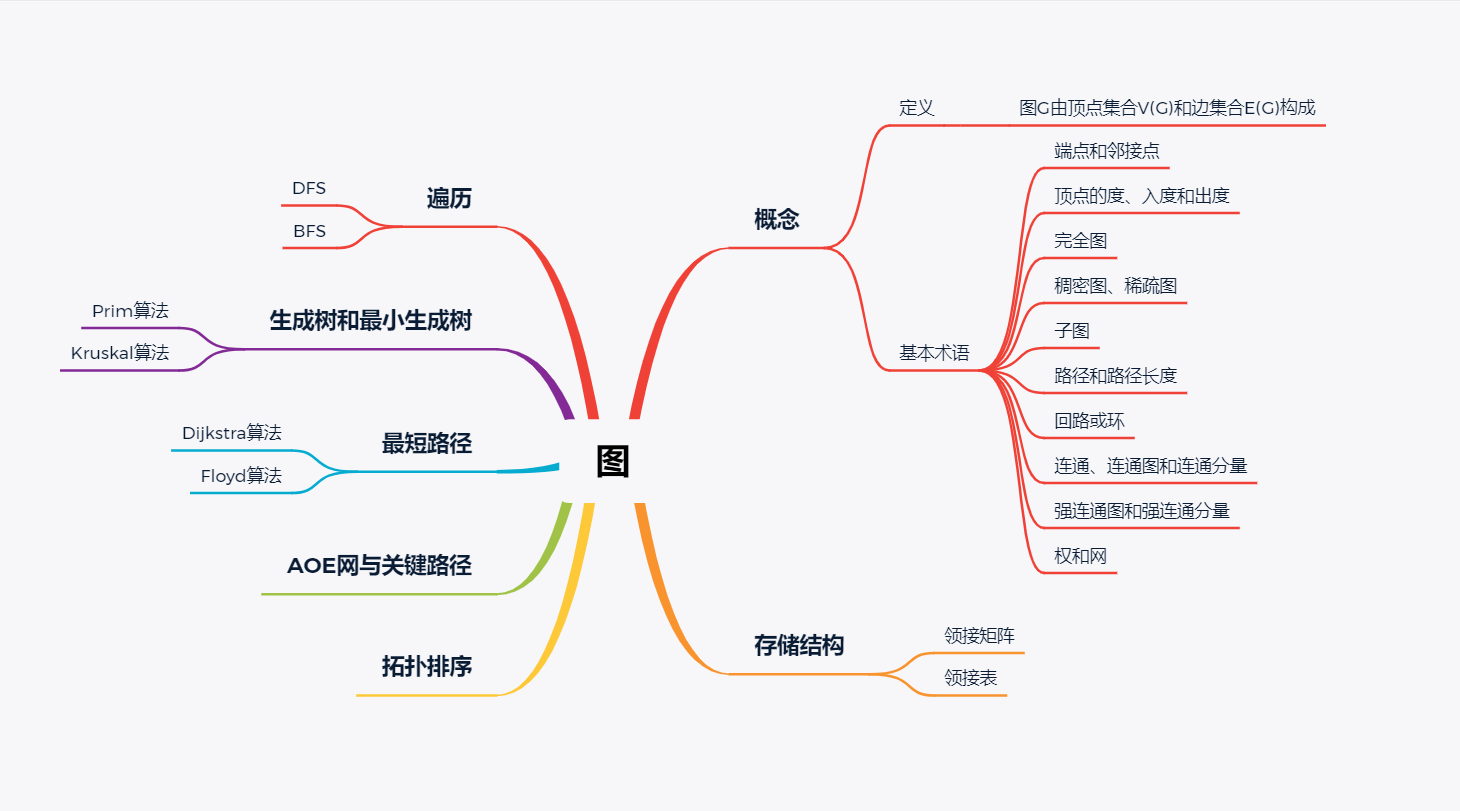 图
概念
定义
图G由顶点集合V(G)和边集合E(G)构成
基本术语
端点和邻接点
顶点的度、入度和出度
完全图
稠密图、稀疏图
子图
路径和路径长度
回路或环
连通、连通图和连通分量
强连通图和强连通分量
权和网
存储结构
领接矩阵
领接表
遍历
DFS
BFS
生成树和最小生成树
Prim算法
Kruskal算法
最短路径
Dijkstra算法
Floyd算法
AOE网与关键路径
拓扑排序